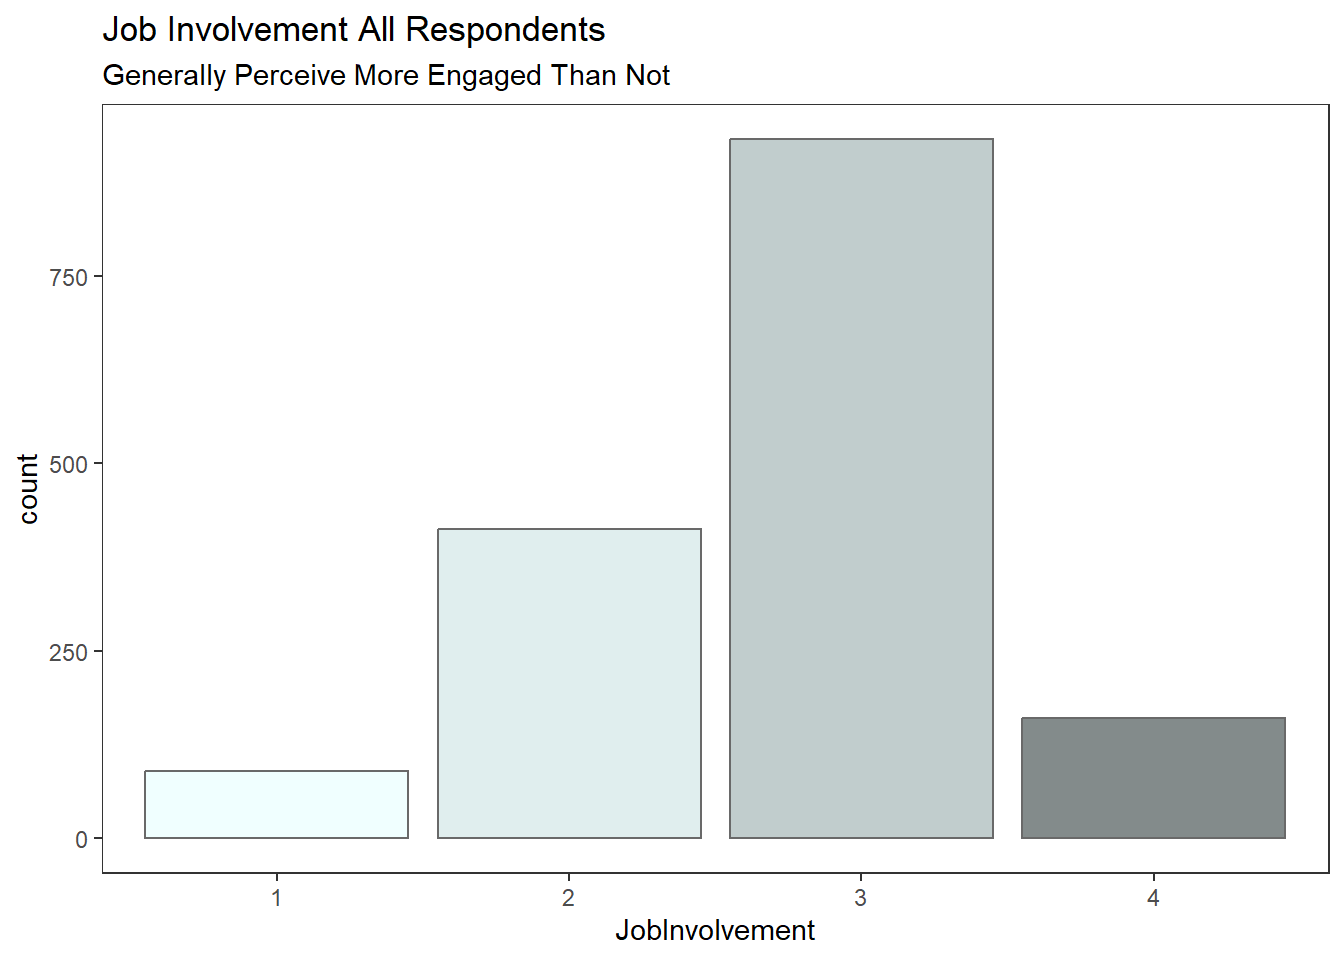 Job Involvement All Respondents
Generally Perceive More Engaged Than Not
count
750
500
250
0
1 2 3 4
JobInvolvement